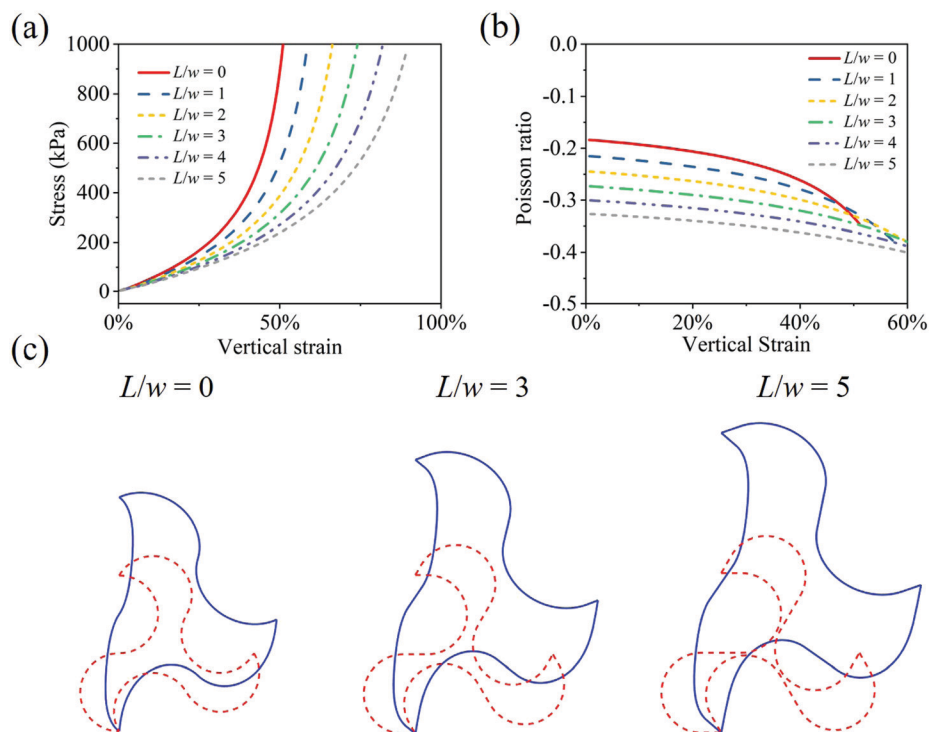 (a)
1000
800
600
400
200
0
Stress (kPa)
L/w = 0
L/w = 1
L/w = 2
L/w = 3
L/w = 4
L/w = 5
0%
50%
100%
Vertical strain
(b)
0.0
-0.1
-0.2
-0.3
-0.4
-0.5
Poisson ratio
L/w = 0
L/w = 1
L/w = 2
L/w = 3
L/w = 4
L/w = 5
0%
20%
40%
60%
Vertical Strain
(c)
L/w = 0
L/w = 3
L/w = 5